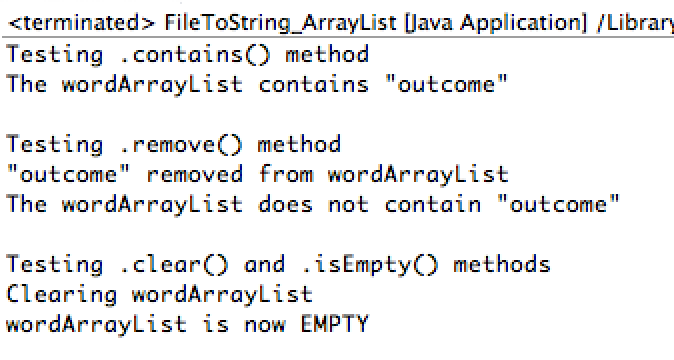 <terminated> FileToString_ArrayList [Java Application] /Library
Testing .contains() method
The wordArrayList contains "outcome"
Testing .remove() method
"outcome" removed from wordArrayList
The wordArrayList does not contain "outcome"
Testing .clear() and .isEmpty() methods
Clearing wordArrayList
wordArrayList is now EMPTY